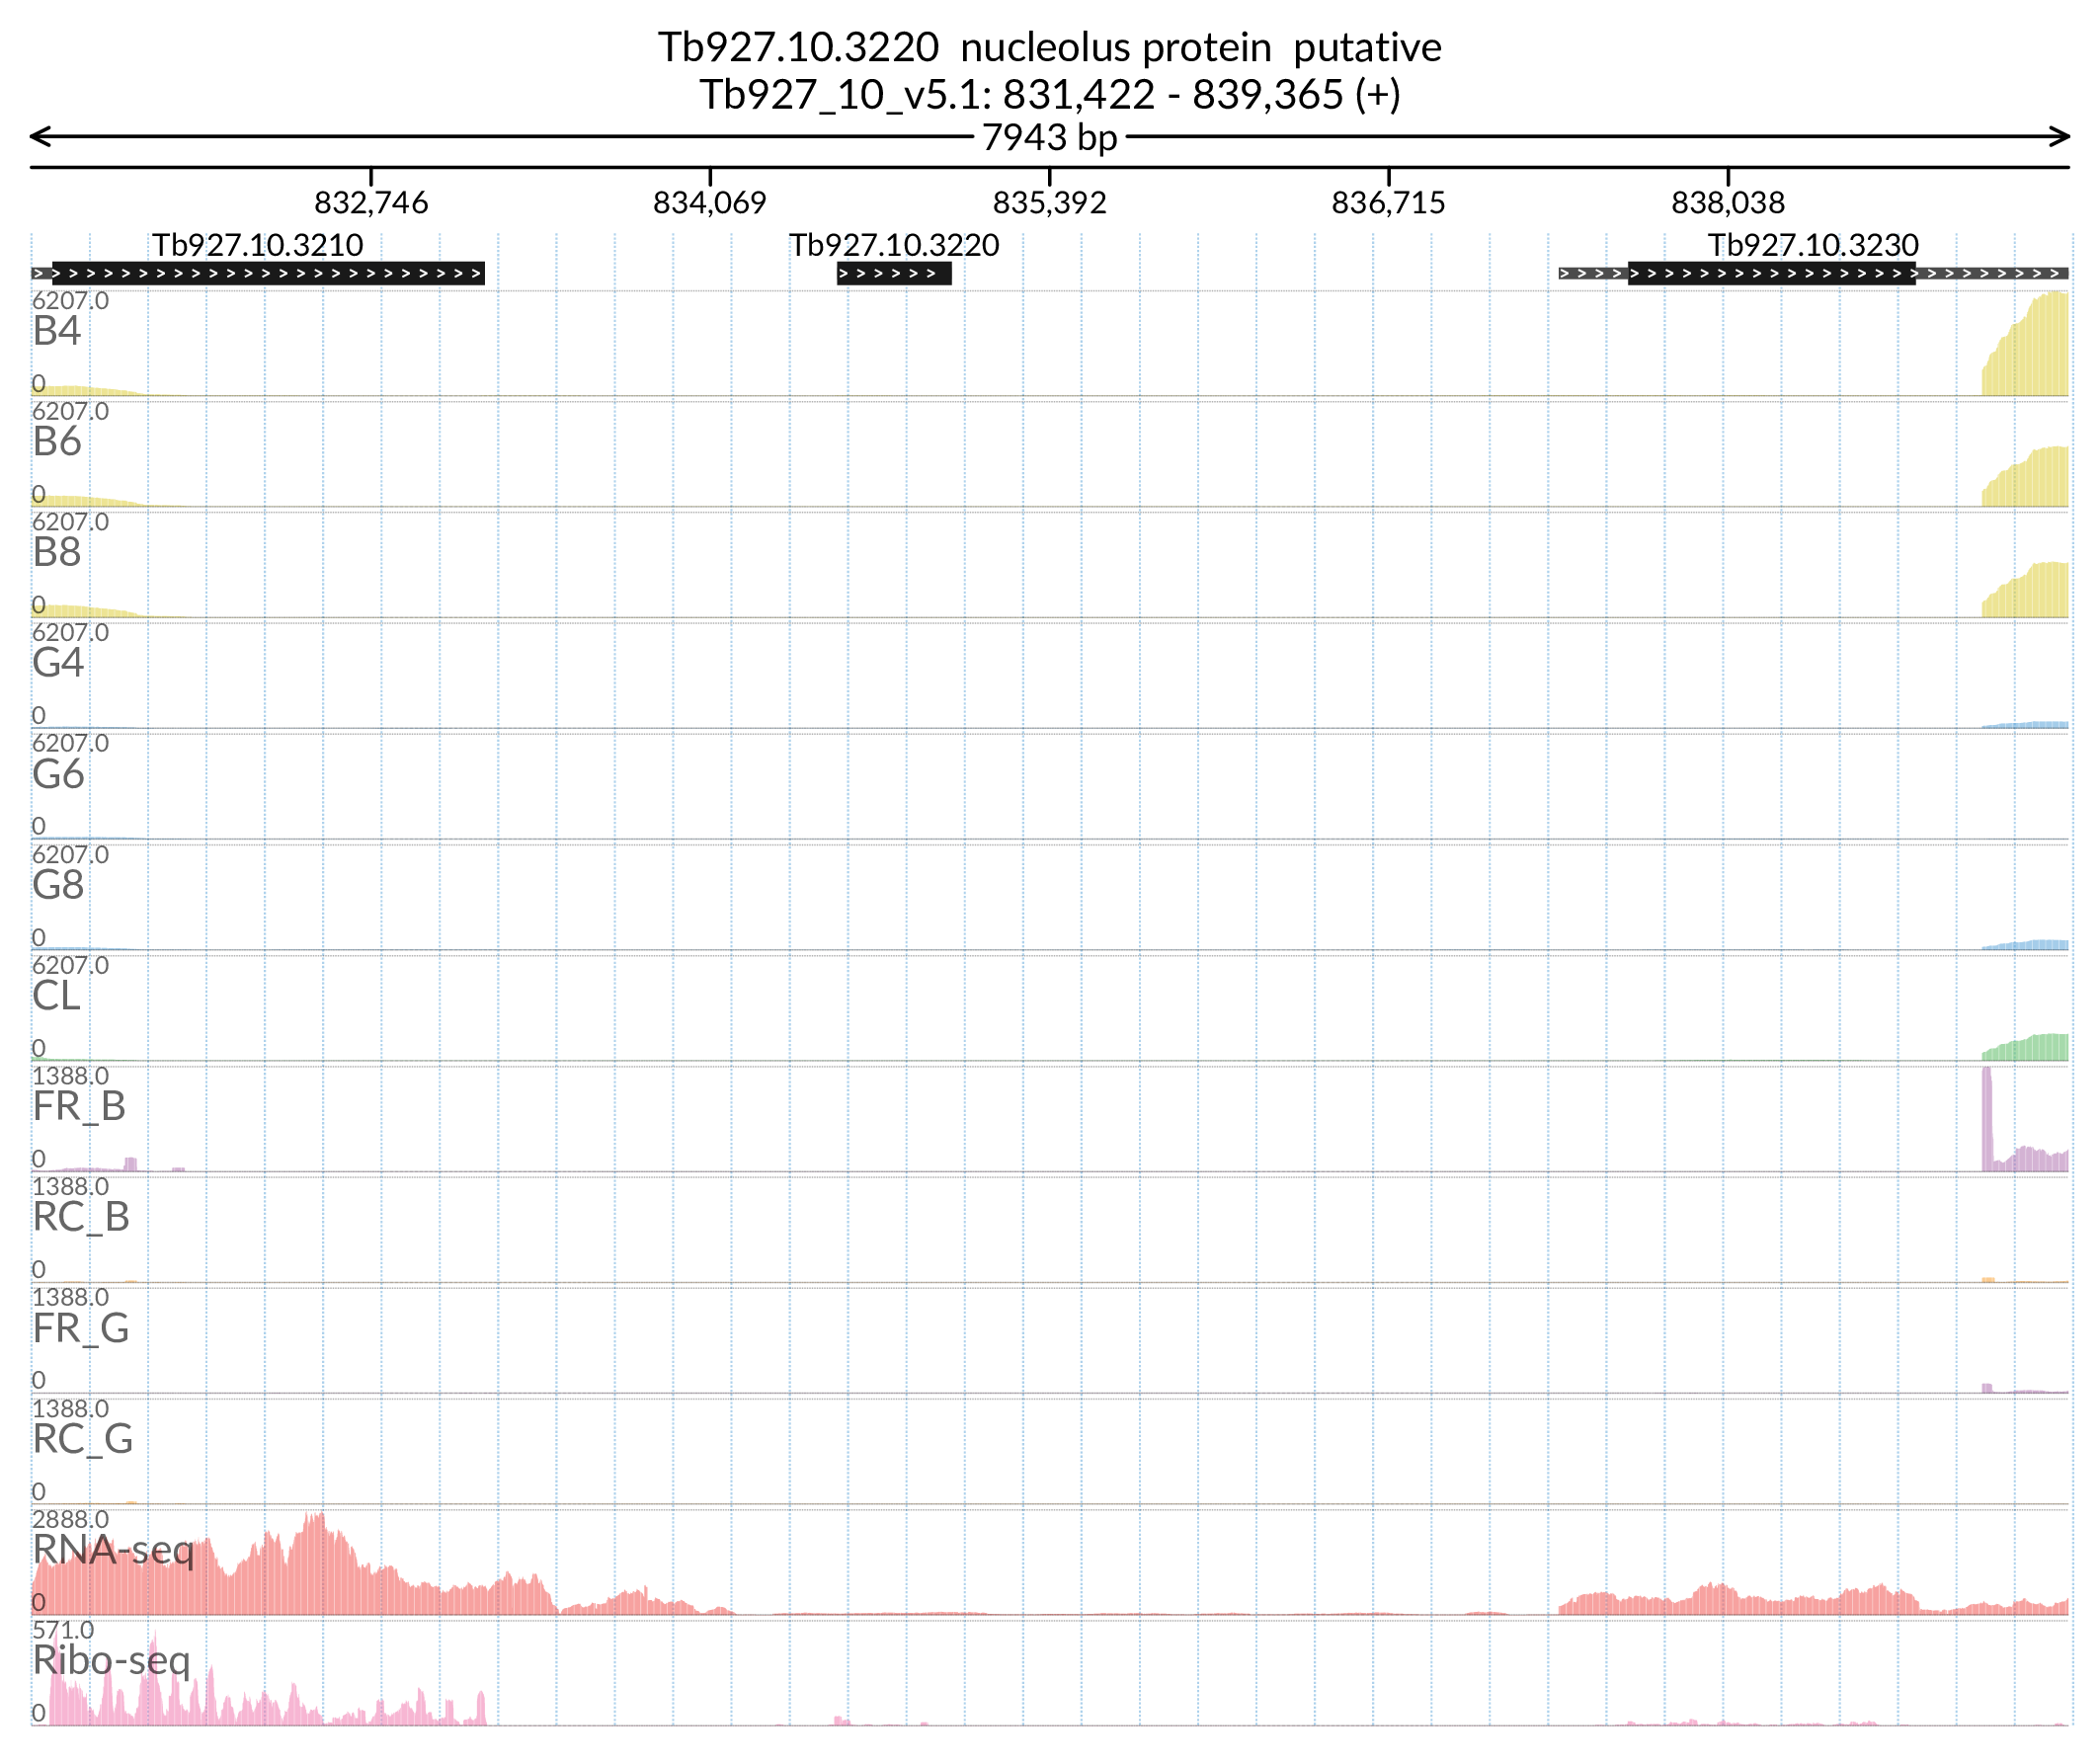 Tb927.10.3220 nucleolus protein putative
Tb927_10_v5.1: 831,422 - 839,365 (+)
7943 bp
832,746 834,069 835,392 836,715 838,038
Tb927.10.3210 Tb927.10.3220 Tb927.10.3230
6207.0
B4
0
6207.0
B6
0
6207.0
B8
0
6207.0
G4
0
6207.0
G6
0
6207.0
G8
0
6207.0
CL
0
1388.0
FR_B
0
1388.0
RC_B
0
1388.0
FR_G
0
1388.0
RC_G
0
2888.0
RNA-seq
0
571.0
Ribo-seq
0